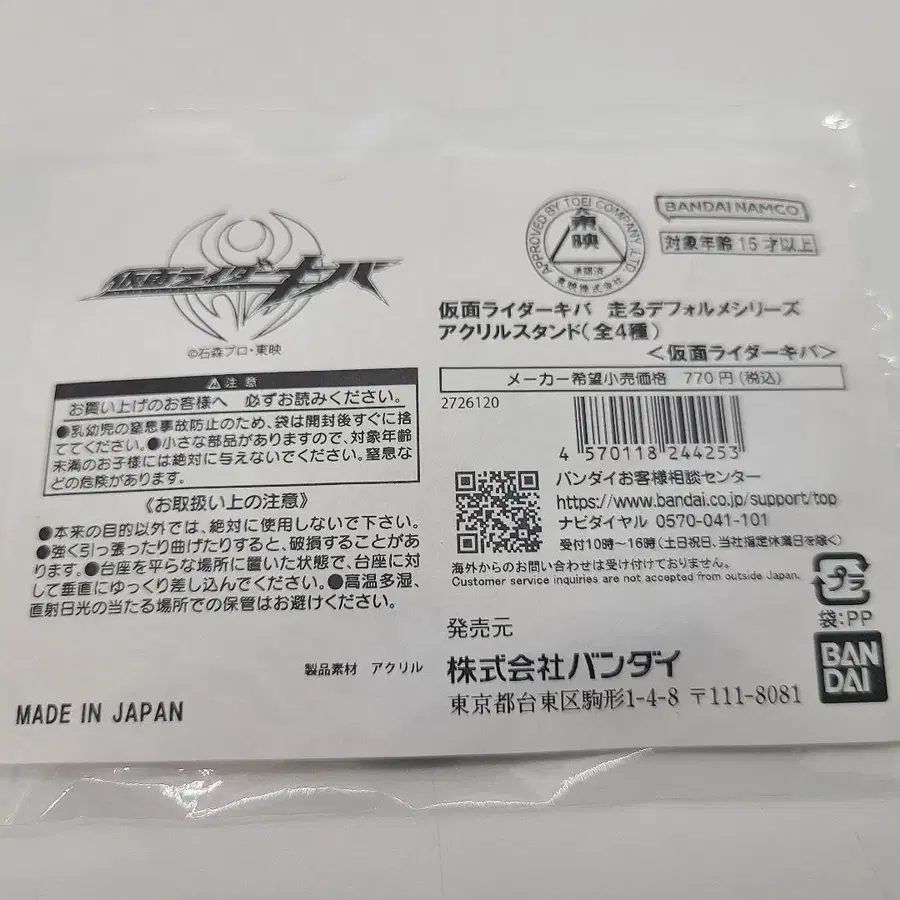 仮面ライダーキバ
©石森プロ・東映
⚠注意
お買い上げのお客様へ 必ずお読みください。
●乳幼児の窒息事故防止のため、袋は開封後すぐに捨
ててください。●小さな部品がありますので、対象年齢
未満のお子様には絶対に与えないでください。窒息な
どの危険があります。
《お取扱い上の注意》
●本来の目的以外では、絶対に使用しないで下さい。
●強く引っ張ったり曲げたりすると、破損することがあ
ります。●台座を平らな場所に置いた状態で、台座に対
して垂直にゆっくり差し込んでください。●高温多湿、
直射日光の当たる場所での保管はお避けください。
製品素材 アクリル
MADE IN JAPAN
APPROVED BY TOEI COMPANY, LTD.
東映
承認済
東映株式会社
BANDAI NAMCO
対象年齢15才以上
仮面ライダーキバ 走るデフォルメシリーズ
アクリルスタンド(全4種)
<仮面ライダーキバ>
メーカー希望小売価格 770円(税込)
2726120
4 570118 244253
バンダイお客様相談センター
https://www.bandai.co.jp/support/top
ナビダイヤル 0570-041-101
受付10時～16時(土日祝日、当社指定休業日を除く)
海外からのお問い合わせは受け付けておりません。
Customer service inquiries are not accepted from outside Japan.
プラ
袋:PP
発売元
株式会社バンダイ
東京都台東区駒形1-4-8 〒111-8081
BAN
DAI